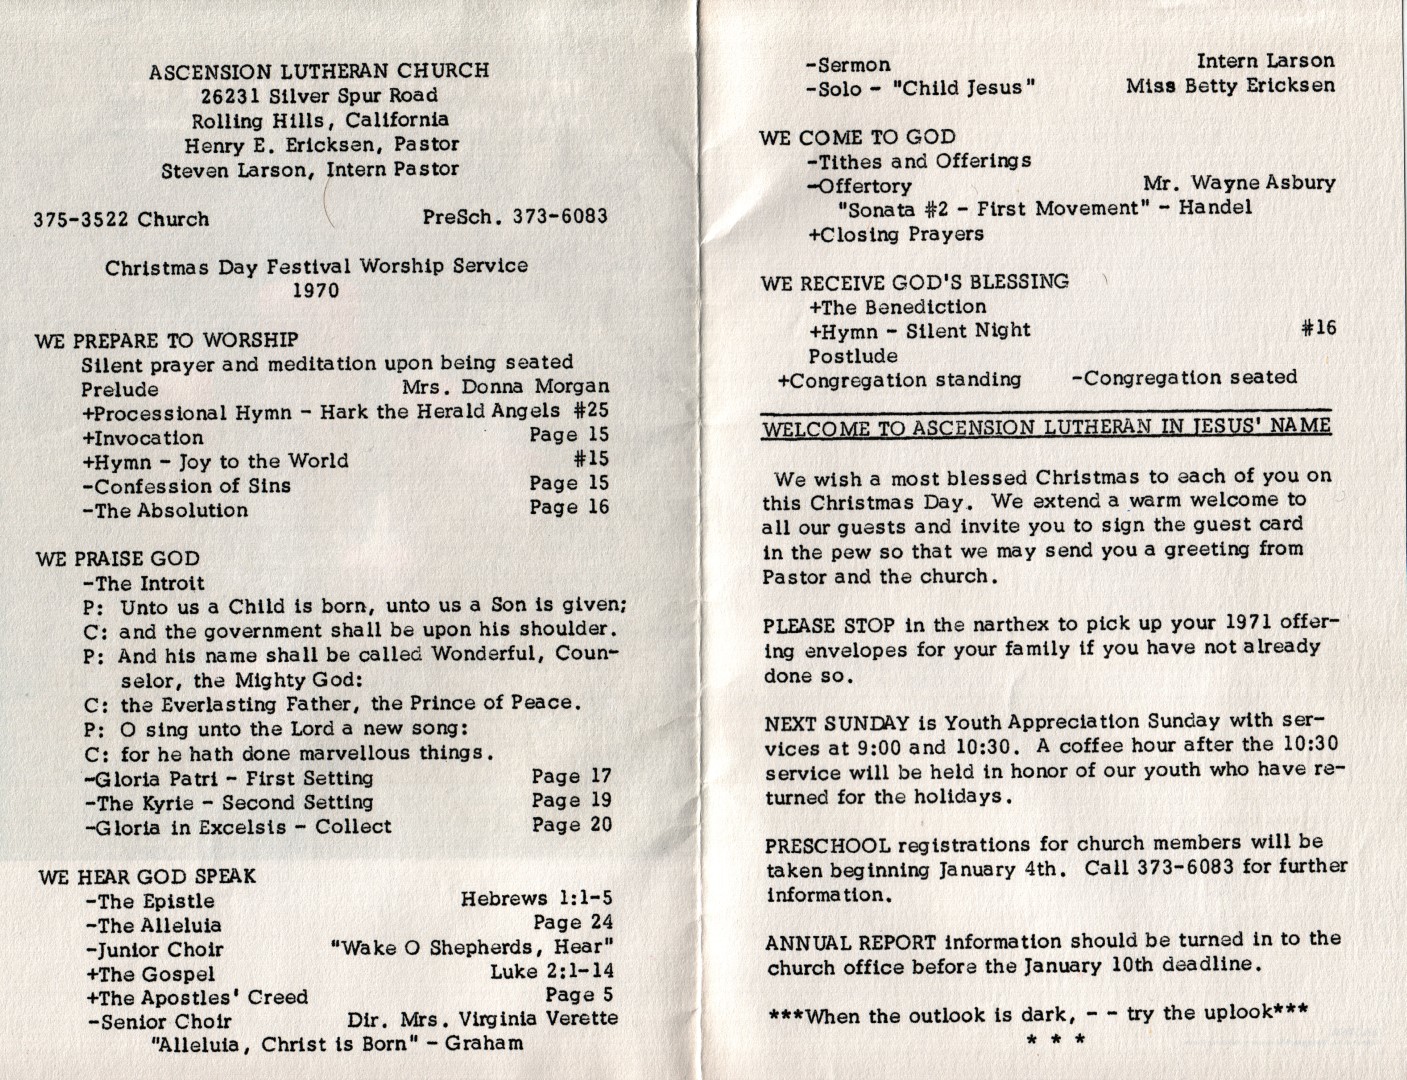 ASCENSION LUTHERAN CHURCH
26231 Silver Spur Road
Rolling Hills, California
Henry E. Ericksen, Pastor
Steven Larson, Intern Pastor
375-3522 Church PreSch. 373-6083
Christmas Day Festival Worship Service
1970
WE PREPARE TO WORSHIP
Silent prayer and meditation upon being seated
Prelude Mrs. Donna Morgan
+Processional Hymn - Hark the Herald Angels #25
+Invocation Page 15
+Hymn - Joy to the World #15
-Confession of Sins Page 15
-The Absolution Page 16
WE PRAISE GOD
-The Introit
P: Unto us a Child is born, unto us a Son is given;
C: and the government shall be upon his shoulder.
P: And his name shall be called Wonderful, Coun-
selor, the Mighty God:
C: the Everlasting Father, the Prince of Peace.
P: O sing unto the Lord a new song:
C: for he hath done marvellous things.
-Gloria Patri - First Setting Page 17
-The Kyrie - Second Setting Page 19
-Gloria in Excelsis - Collect Page 20
WE HEAR GOD SPEAK
-The Epistle Hebrews 1:1-5
-The Alleluia Page 24
-Junior Choir "Wake O Shepherds, Hear"
+The Gospel Luke 2:1-14
+The Apostles' Creed Page 5
-Senior Choir Dir. Mrs. Virginia Verette
"Alleluia, Christ is Born" - Graham
-Sermon Intern Larson
-Solo - "Child Jesus" Miss Betty Ericksen
WE COME TO GOD
-Tithes and Offerings
-Offertory Mr. Wayne Asbury
"Sonata #2 - First Movement" - Handel
+Closing Prayers
WE RECEIVE GOD'S BLESSING
+The Benediction
+Hymn - Silent Night #16
Postlude
+Congregation standing -Congregation seated
WELCOME TO ASCENSION LUTHERAN IN JESUS' NAME
We wish a most blessed Christmas to each of you on
this Christmas Day. We extend a warm welcome to
all our guests and invite you to sign the guest card
in the pew so that we may send you a greeting from
Pastor and the church.
PLEASE STOP in the narthex to pick up your 1971 offer-
ing envelopes for your family if you have not already
done so.
NEXT SUNDAY is Youth Appreciation Sunday with ser-
vices at 9:00 and 10:30. A coffee hour after the 10:30
service will be held in honor of our youth who have re-
turned for the holidays.
PRESCHOOL registrations for church members will be
taken beginning January 4th. Call 373-6083 for further
information.
ANNUAL REPORT information should be turned in to the
church office before the January 10th deadline.
***When the outlook is dark, - - try the uplook***
* * *